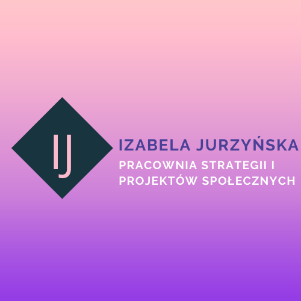 IJ
IZABELA JURZYŃSKA
PRACOWNIA STRATEGII I
PROJEKTÓW SPOŁECZNYCH